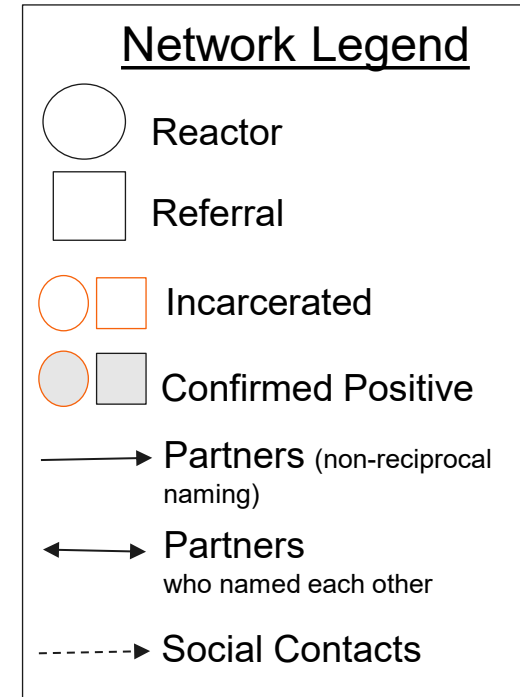 Network Legend
Reactor
Referral
Incarcerated
Confirmed Positive
Partners (non-reciprocal
naming)
Partners
who named each other
Social Contacts